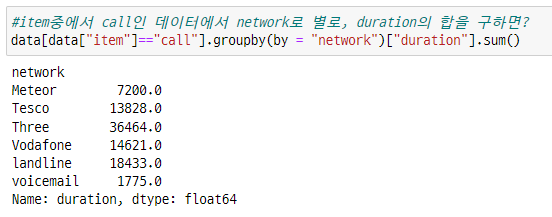 #item중에서 call인 데이터에서 network로 별로, duration의 합을 구하면?
data[data["item"]=="call"].groupby(by = "network")["duration"].sum()
network
Meteor 7200.0
Tesco 13828.0
Three 36464.0
Vodafone 14621.0
landline 18433.0
voicemail 1775.0
Name: duration, dtype: float64